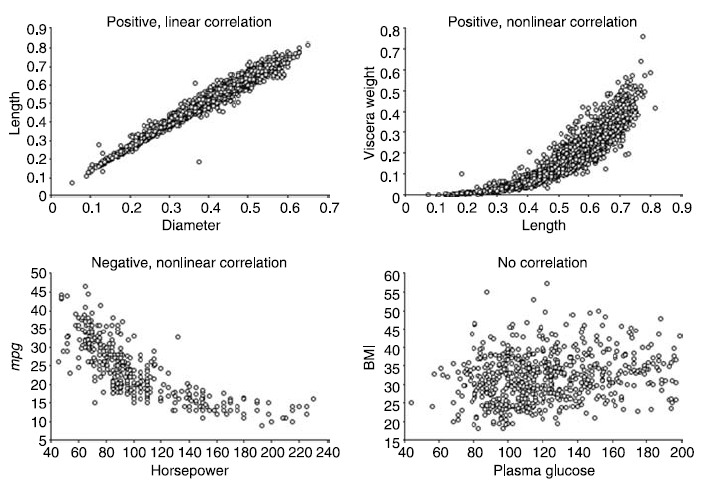 Positive, linear correlation
0.9
0.8
0.7
0.6
0.5
0.4
0.3
0.2
0.1
0
Length
0 0.1 0.2 0.3 0.4 0.5 0.6 0.7
Diameter
Positive, nonlinear correlation
0.8
0.7
0.6
0.5
0.4
0.3
0.2
0.1
0
Viscera weight
0 0.1 0.2 0.3 0.4 0.5 0.6 0.7 0.8 0.9
Length
Negative, nonlinear correlation
50
45
40
35
30
25
20
15
10
5
mpg
40 60 80 100 120 140 160 180 200 220 240
Horsepower
No correlation
60
55
50
45
40
35
30
25
20
15
BMI
40 60 80 100 120 140 160 180 200
Plasma glucose